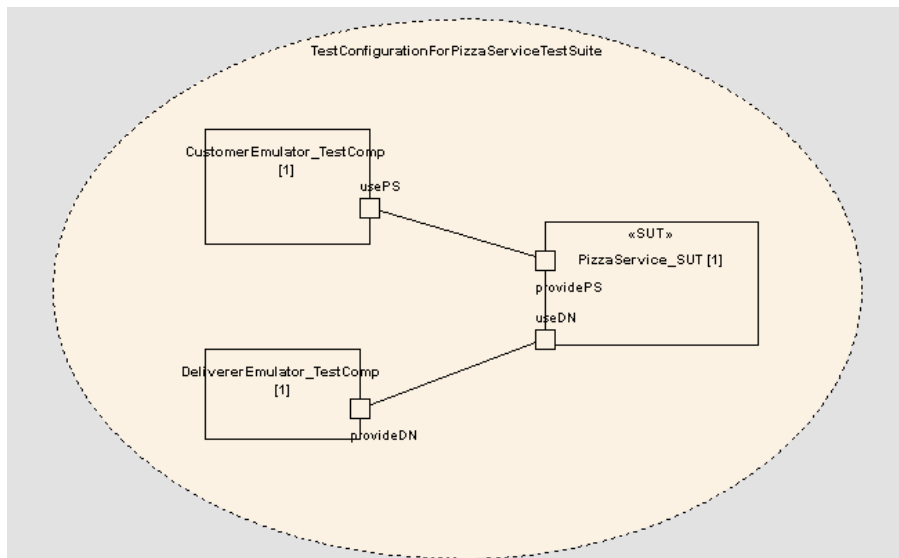 TestConfigurationForPizzaServiceTestSuite
CustomerEmulator_TestComp
[1]
usePS
«SUT»
PizzaService_SUT [1]
providePS
useDN
DelivererEmulator_TestComp
[1]
provideDN